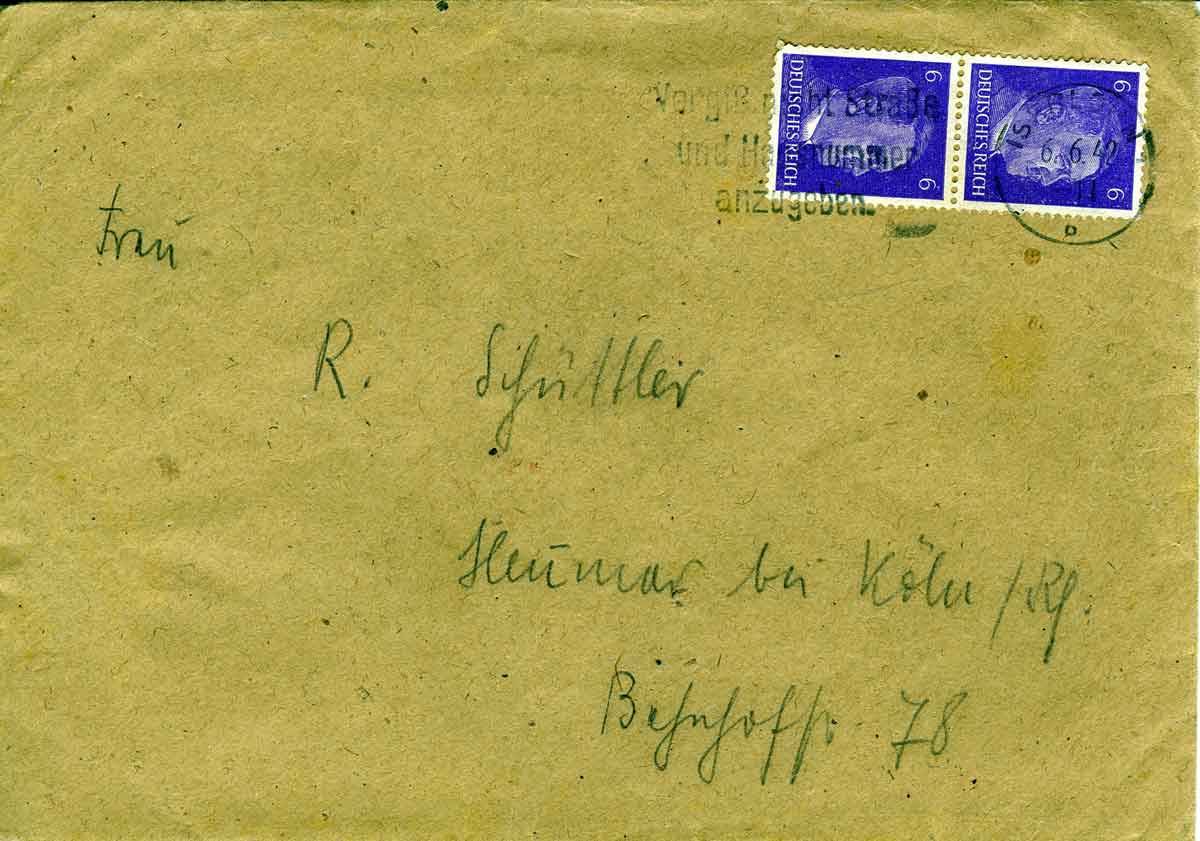 Vergiß nicht Straße
und Hausnummer
anzugeben.
6 6
DEUTSCHES REICH
6 6
DEUTSCHES REICH
6.6.42
11
Frau
R. Schüttler
Heumar bei Köln/Rh.
Bahnhofstr. 78